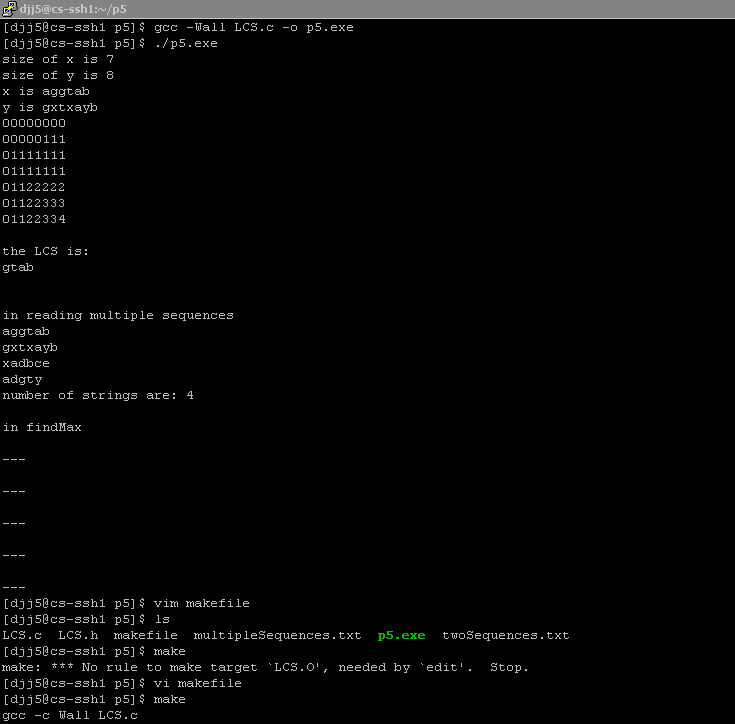 djj5@cs-ssh1:~/p5
[djj5@cs-ssh1 p5]$ gcc -Wall LCS.c -o p5.exe
[djj5@cs-ssh1 p5]$ ./p5.exe
size of x is 7
size of y is 8
x is aggtab
y is gxtxayb
00000000
00000111
01111111
01111111
01122222
01122333
01122334
the LCS is:
gtab
in reading multiple sequences
aggtab
gxtxayb
xadbce
adgty
number of strings are: 4
in findMax
---
---
---
---
---
[djj5@cs-ssh1 p5]$ vim makefile
[djj5@cs-ssh1 p5]$ ls
LCS.c  LCS.h  makefile  multipleSequences.txt  p5.exe  twoSequences.txt
[djj5@cs-ssh1 p5]$ make
make: *** No rule to make target `LCS.O', needed by `edit'.  Stop.
[djj5@cs-ssh1 p5]$ vi makefile
[djj5@cs-ssh1 p5]$ make
gcc -c Wall LCS.c